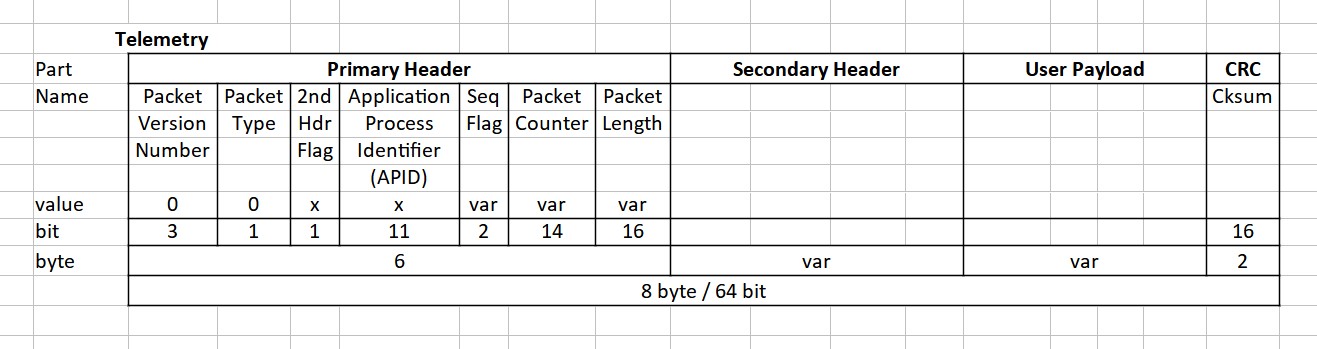 Telemetry
Part Primary Header Secondary Header User Payload CRC
Name Packet Packet 2nd Application Seq Packet Packet Cksum
Version Type Hdr Process Flag Counter Length
Number Flag Identifier
(APID)
value 0 0 x x var var var
bit 3 1 1 11 2 14 16 16
byte 6 var var 2
8 byte / 64 bit